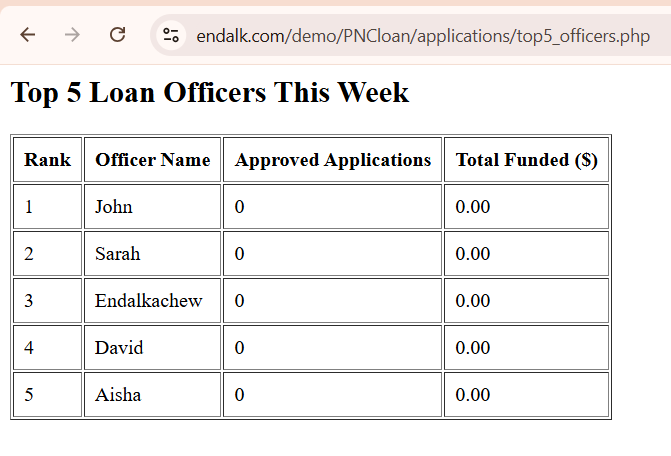 endalk.com/demo/PNCloan/applications/top5_officers.php
Top 5 Loan Officers This Week
Rank Officer Name Approved Applications Total Funded ($)
1 John 0 0.00
2 Sarah 0 0.00
3 Endalkachew 0 0.00
4 David 0 0.00
5 Aisha 0 0.00